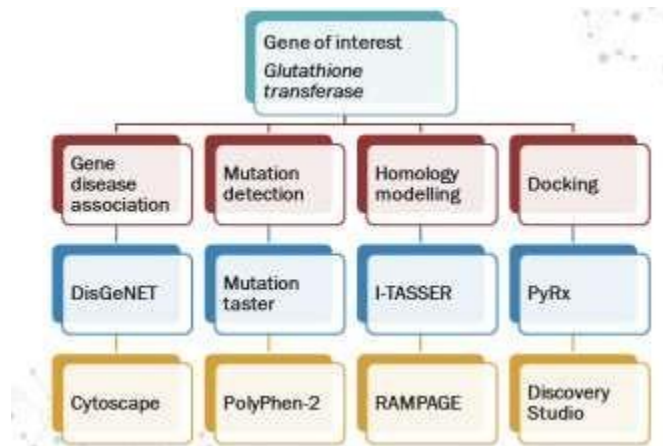 Gene of interest
Glutathione
transferase
Gene
disease
association
Mutation
detection
Homology
modelling
Docking
DisGeNET
Mutation
taster
I-TASSER
PyRx
Cytoscape
PolyPhen-2
RAMPAGE
Discovery
Studio